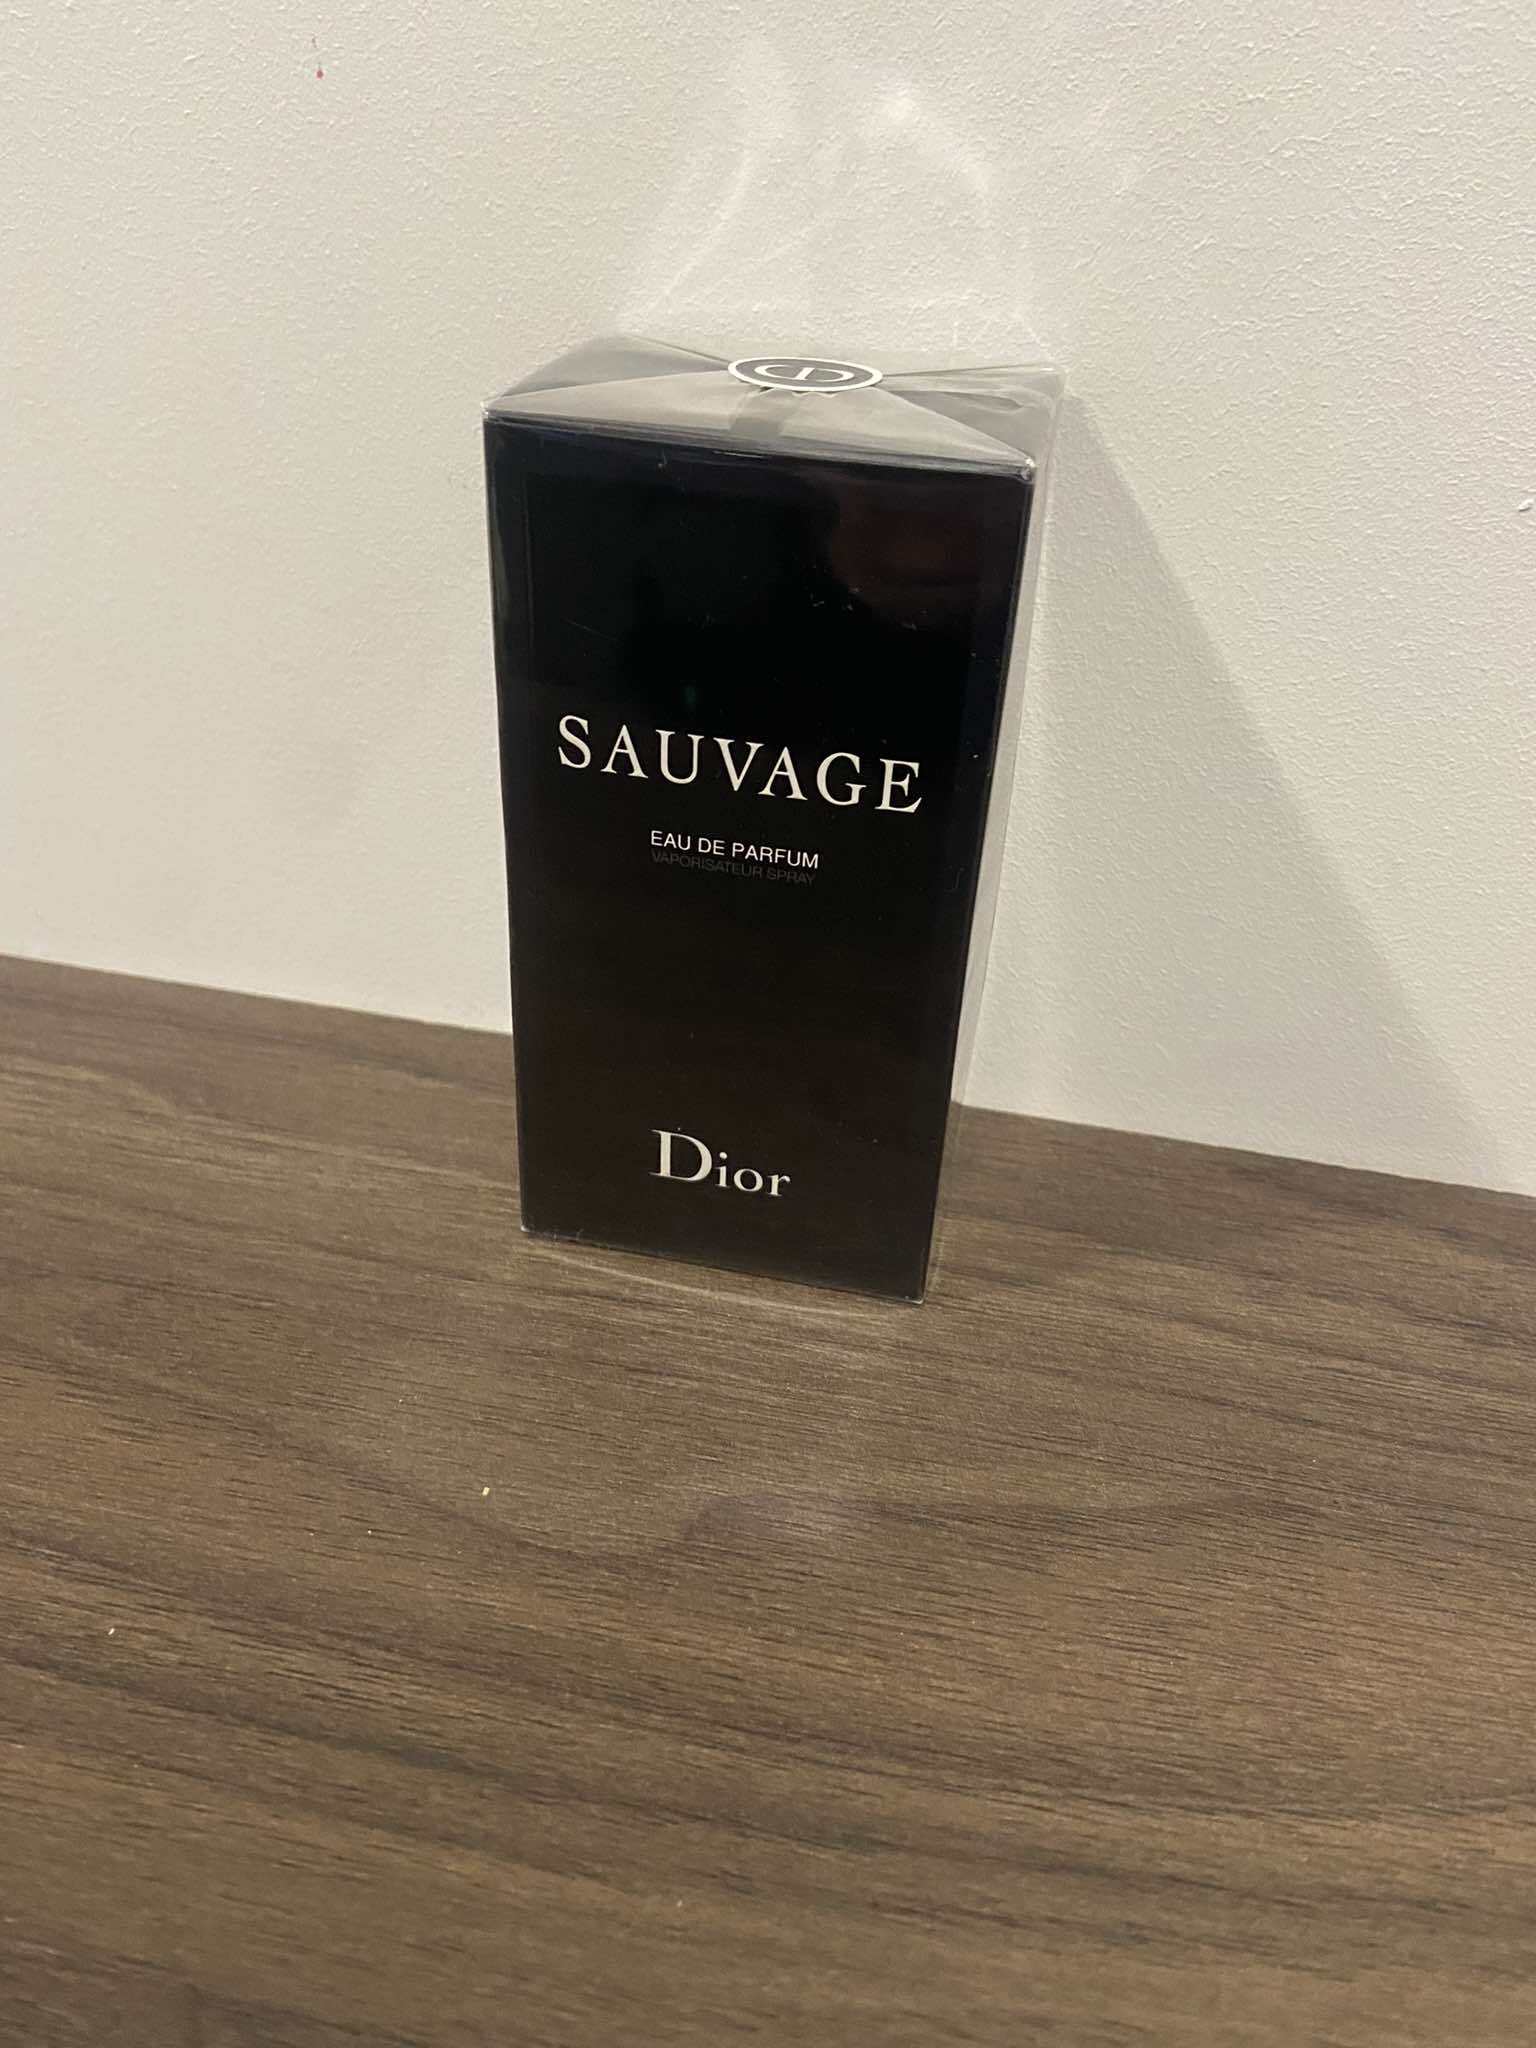 SAUVAGE
EAU DE PARFUM
VAPORISATEUR SPRAY
Dior